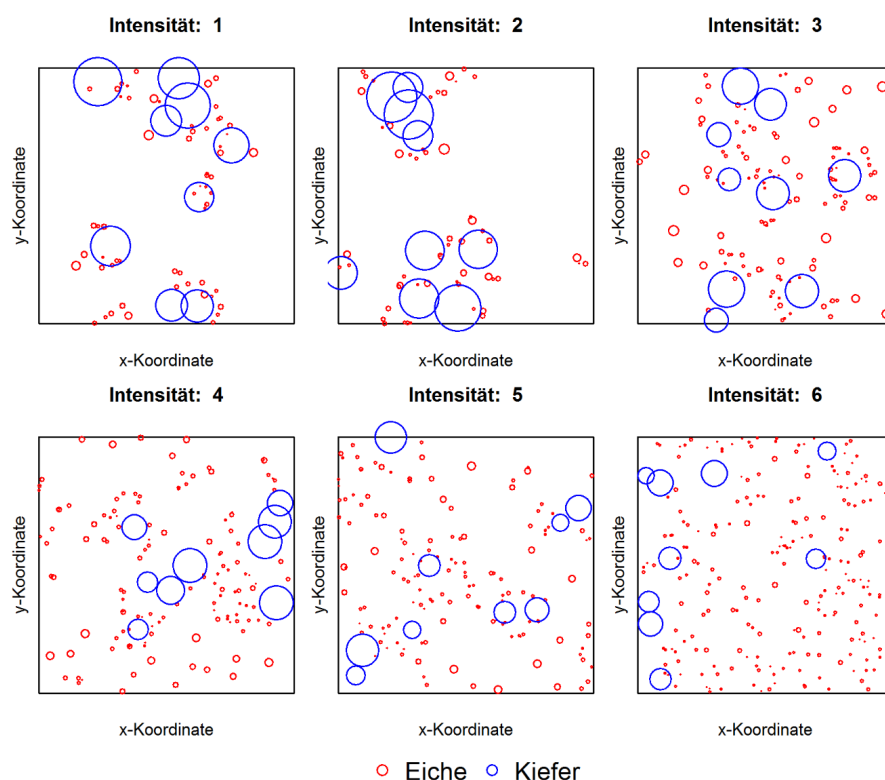 Intensität: 1
Intensität: 2
Intensität: 3
y-Koordinate
y-Koordinate
y-Koordinate
x-Koordinate
x-Koordinate
x-Koordinate
Intensität: 4
Intensität: 5
Intensität: 6
y-Koordinate
y-Koordinate
y-Koordinate
x-Koordinate
x-Koordinate
x-Koordinate
Eiche Kiefer